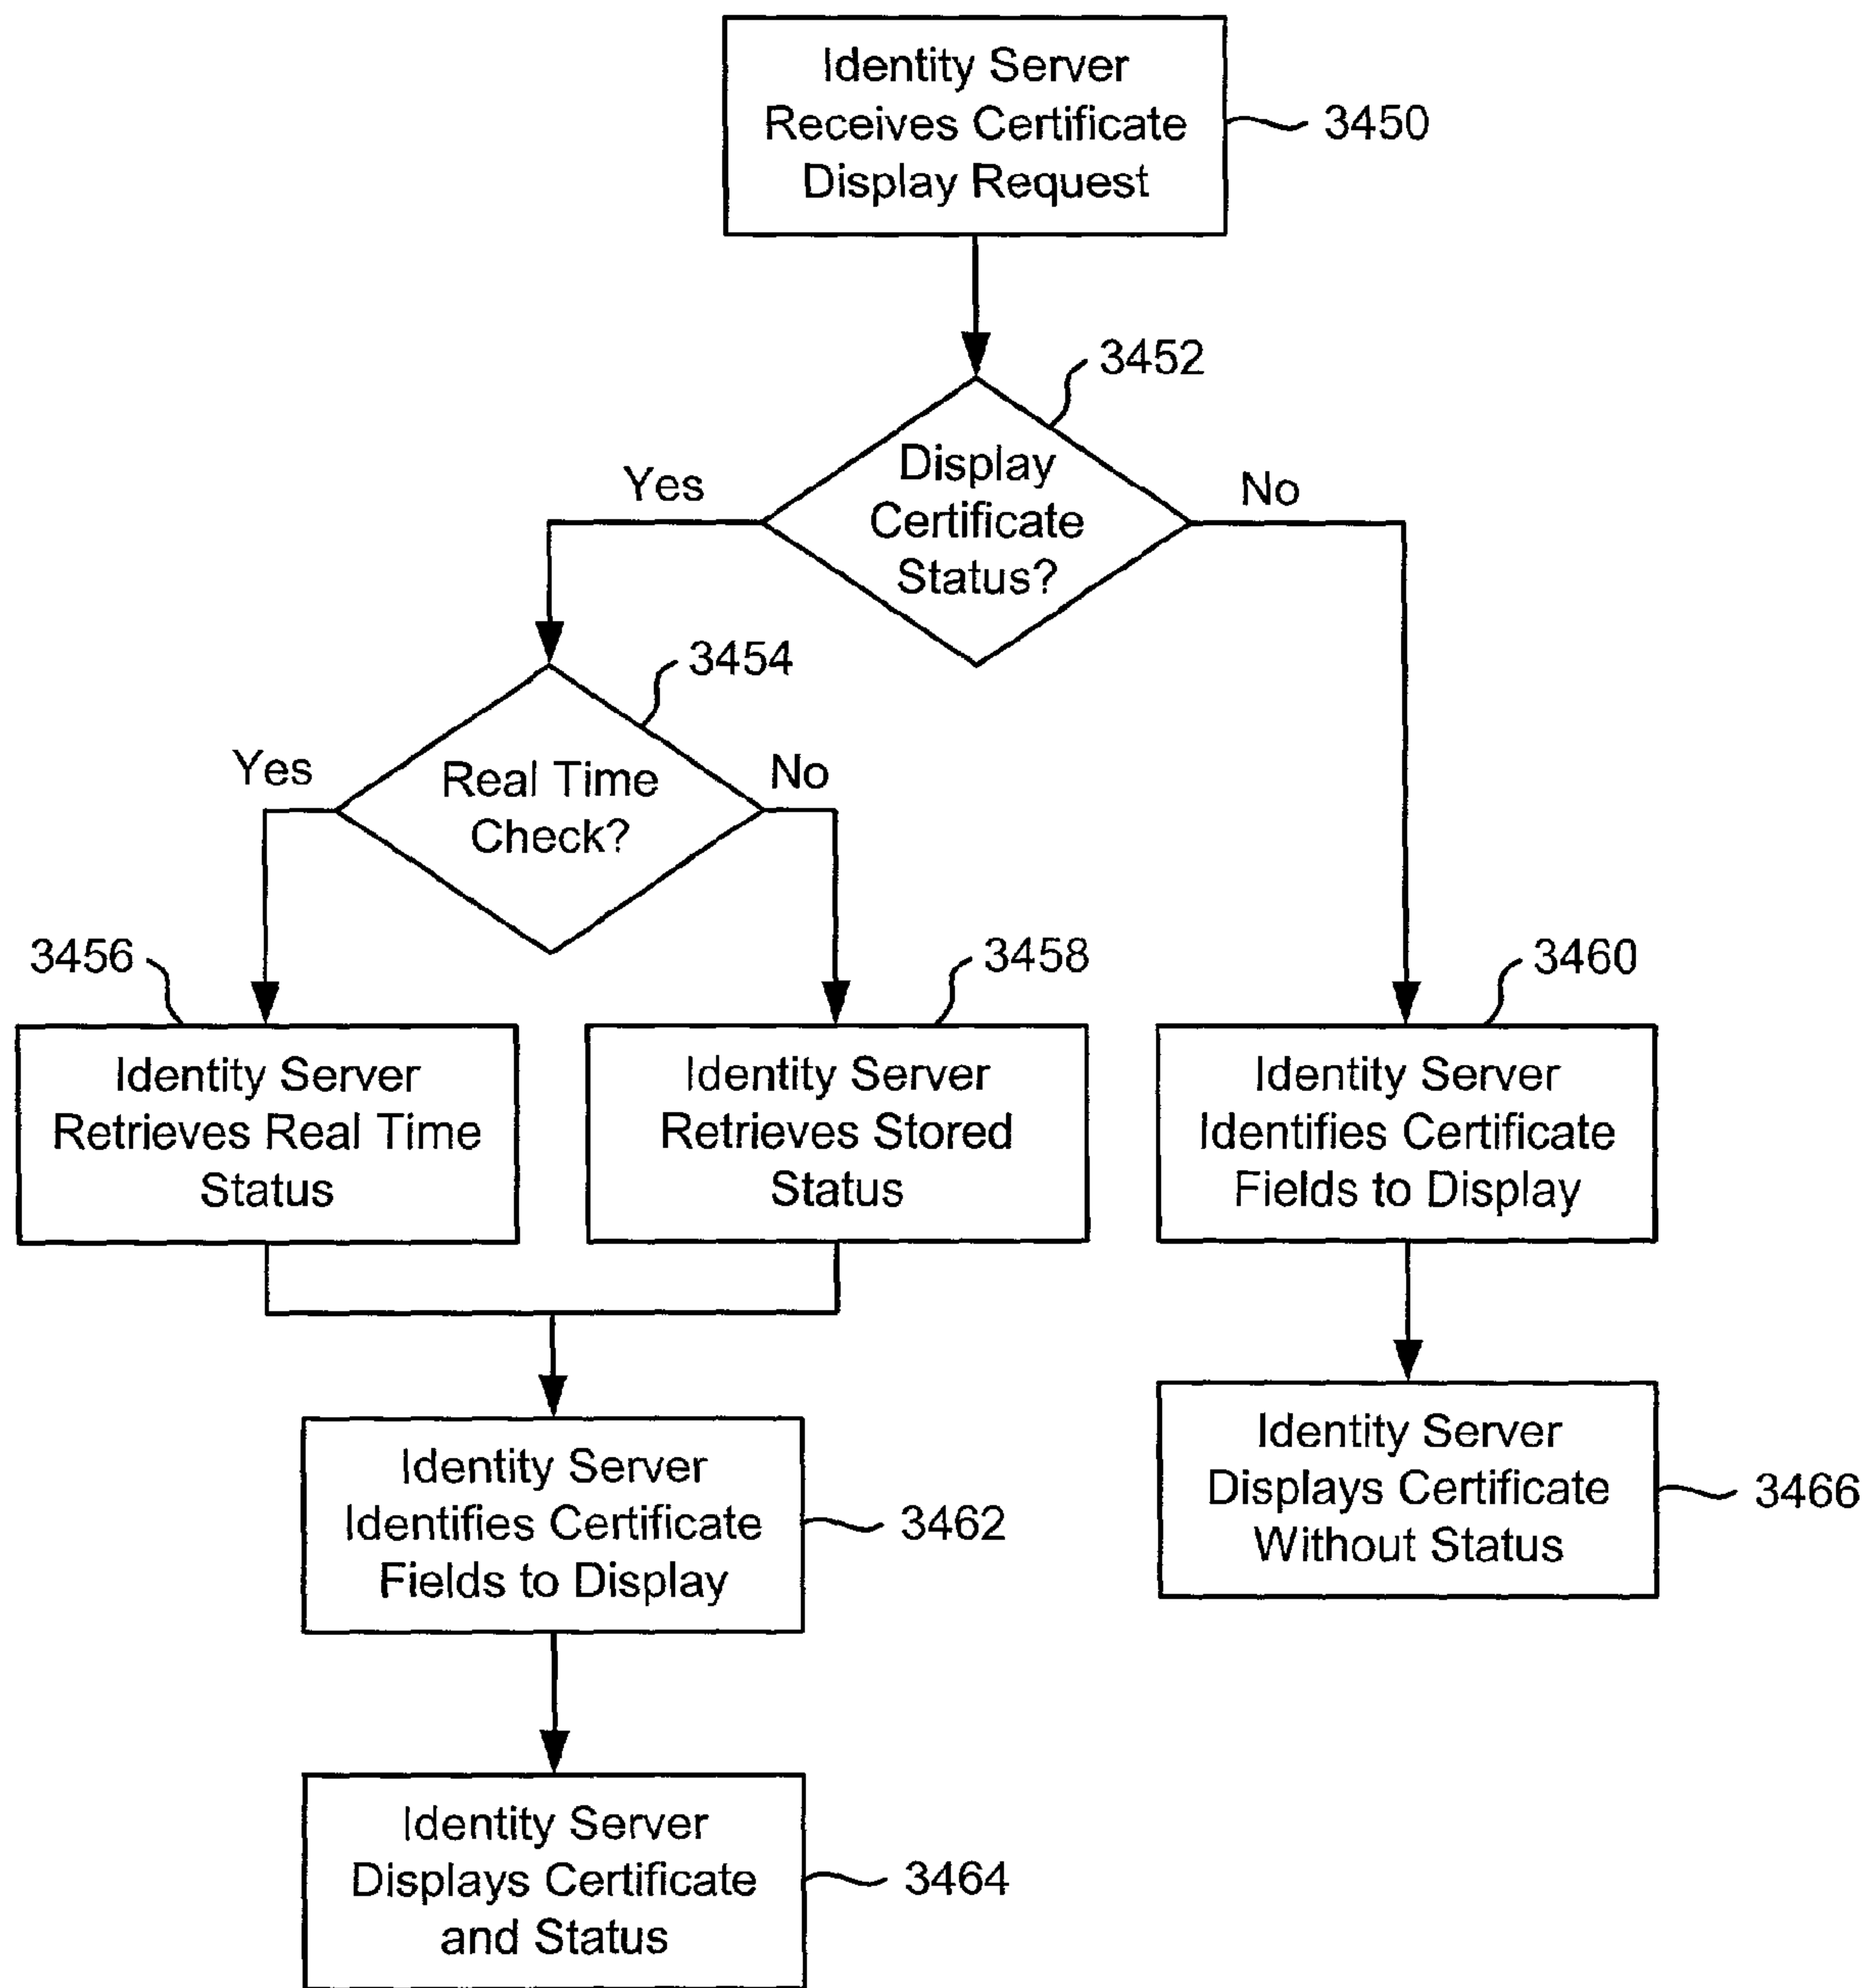 Identity Server
Receives Certificate
Display Request
3450
3452
Display
Certificate
Status?
Yes
No
3454
Real Time
Check?
Yes
No
3456
3458
3460
Identity Server
Retrieves Real Time
Status
Identity Server
Retrieves Stored
Status
Identity Server
Identifies Certificate
Fields to Display
Identity Server
Identifies Certificate
Fields to Display
3462
Identity Server
Displays Certificate
Without Status
3466
Identity Server
Displays Certificate
and Status
3464